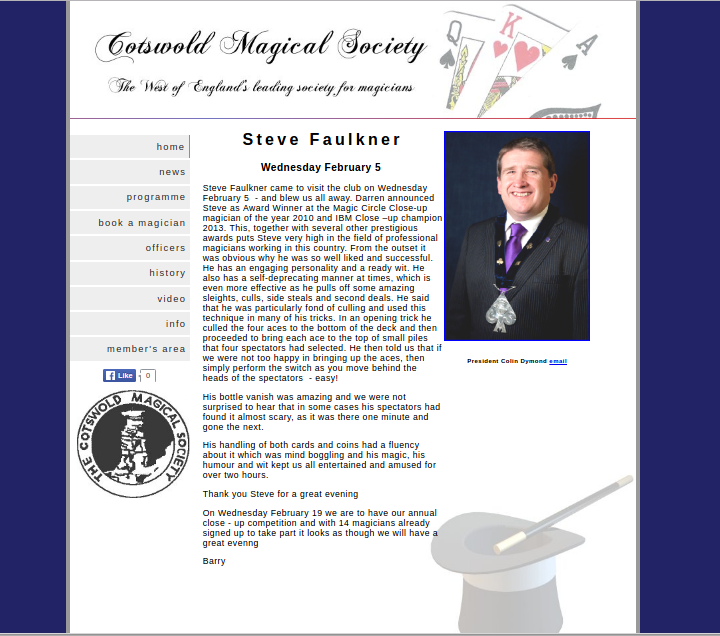 Cotswold Magical Society
The West of England's leading society for magicians
Q
K
A
home
news
programme
book a magician
officers
history
video
info
member's area
Like 0
THE COTSWOLD MAGICAL SOCIETY
Steve Faulkner
Wednesday February 5
Steve Faulkner came to visit the club on Wednesday
February 5  - and blew us all away. Darren announced
Steve as Award Winner at the Magic Circle Close-up
magician of the year 2010 and IBM Close –up champion
2013. This, together with several other prestigious
awards puts Steve very high in the field of professional
magicians working in this country. From the outset it
was obvious why he was so well liked and successful.
He has an engaging personality and a ready wit. He
also has a self-deprecating manner at times, which is
even more effective as he pulls off some amazing
sleights, culls, side steals and second deals. He said
that he was particularly fond of culling and used this
technique in many of his tricks. In an opening trick he
culled the four aces to the bottom of the deck and then
proceeded to bring each ace to the top of small piles
that four spectators had selected. He then told us that if
we were not too happy in bringing up the aces, then
simply perform the switch as you move behind the
heads of the spectators  - easy!
His bottle vanish was amazing and we were not
surprised to hear that in some cases his spectators had
found it almost scary, as it was there one minute and
gone the next.
His handling of both cards and coins had a fluency
about it which was mind boggling and his magic, his
humour and wit kept us all entertained and amused for
over two hours.
Thank you Steve for a great evening
On Wednesday February 19 we are to have our annual
close - up competition and with 14 magicians already
signed up to take part it looks as though we will have a
great evenng
Barry
President Colin Dymond email